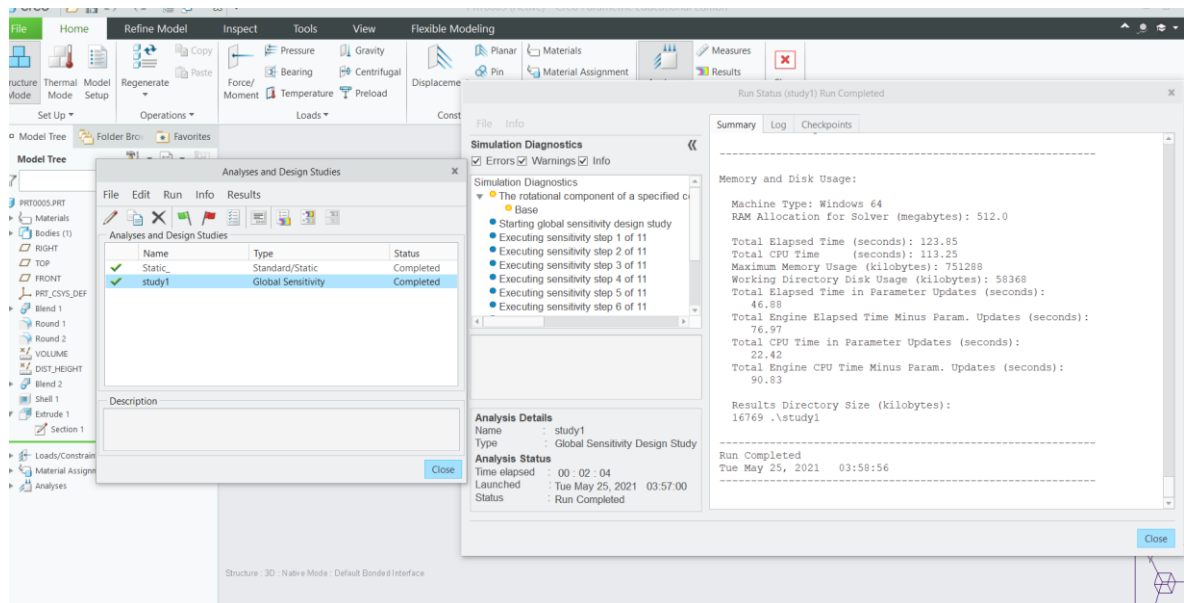 File Home Refine Model Inspect Tools View Flexible Modeling
Copy Pressure Gravity Planar Materials Measures
Paste Bearing Centrifugal Pin Material Assignment Results
Thermal Model Regenerate Force/ Displaceme
Mode Mode Setup Moment Temperature Preload
Set Up Operations Loads Const
Model Tree Folder Bro Favorites
Model Tree
PRT0005.PRT
Materials
Bodies (1)
RIGHT
TOP
FRONT
PRT_CSYS_DEF
Blend 1
Round 1
Round 2
VOLUME
DIST_HEIGHT
Blend 2
Shell 1
Extrude 1
Section 1
Loads/Constrain
Material Assignm
Analyses
Analyses and Design Studies x
File Edit Run Info Results
Analyses and Design Studies
Name Type Status
Static_ Standard/Static Completed
study1 Global Sensitivity Completed
Description
Close
Run Status (study1) Run Completed x
File Info
Simulation Diagnostics
Errors Warnings Info
Simulation Diagnostics
The rotational component of a specified c
Base
Starting global sensitivity design study
Executing sensitivity step 1 of 11
Executing sensitivity step 2 of 11
Executing sensitivity step 3 of 11
Executing sensitivity step 4 of 11
Executing sensitivity step 5 of 11
Executing sensitivity step 6 of 11
Analysis Details
Name : study1
Type : Global Sensitivity Design Study
Analysis Status
Time elapsed : 00 : 02 : 04
Launched : Tue May 25, 2021 03:57:00
Status : Run Completed
Summary Log Checkpoints
------------------------------------------------------------
Memory and Disk Usage:
Machine Type: Windows 64
RAM Allocation for Solver (megabytes): 512.0
Total Elapsed Time (seconds): 123.85
Total CPU Time (seconds): 113.25
Maximum Memory Usage (kilobytes): 751288
Working Directory Disk Usage (kilobytes): 58368
Total Elapsed Time in Parameter Updates (seconds):
46.88
Total Engine Elapsed Time Minus Param. Updates (seconds):
76.97
Total CPU Time in Parameter Updates (seconds):
22.42
Total Engine CPU Time Minus Param. Updates (seconds):
90.83
Results Directory Size (kilobytes):
16769 .\study1
------------------------------------------------------------
Run Completed
Tue May 25, 2021 03:58:56
------------------------------------------------------------
Close
Structure : 3D : Native Mode : Default Bonded Interface